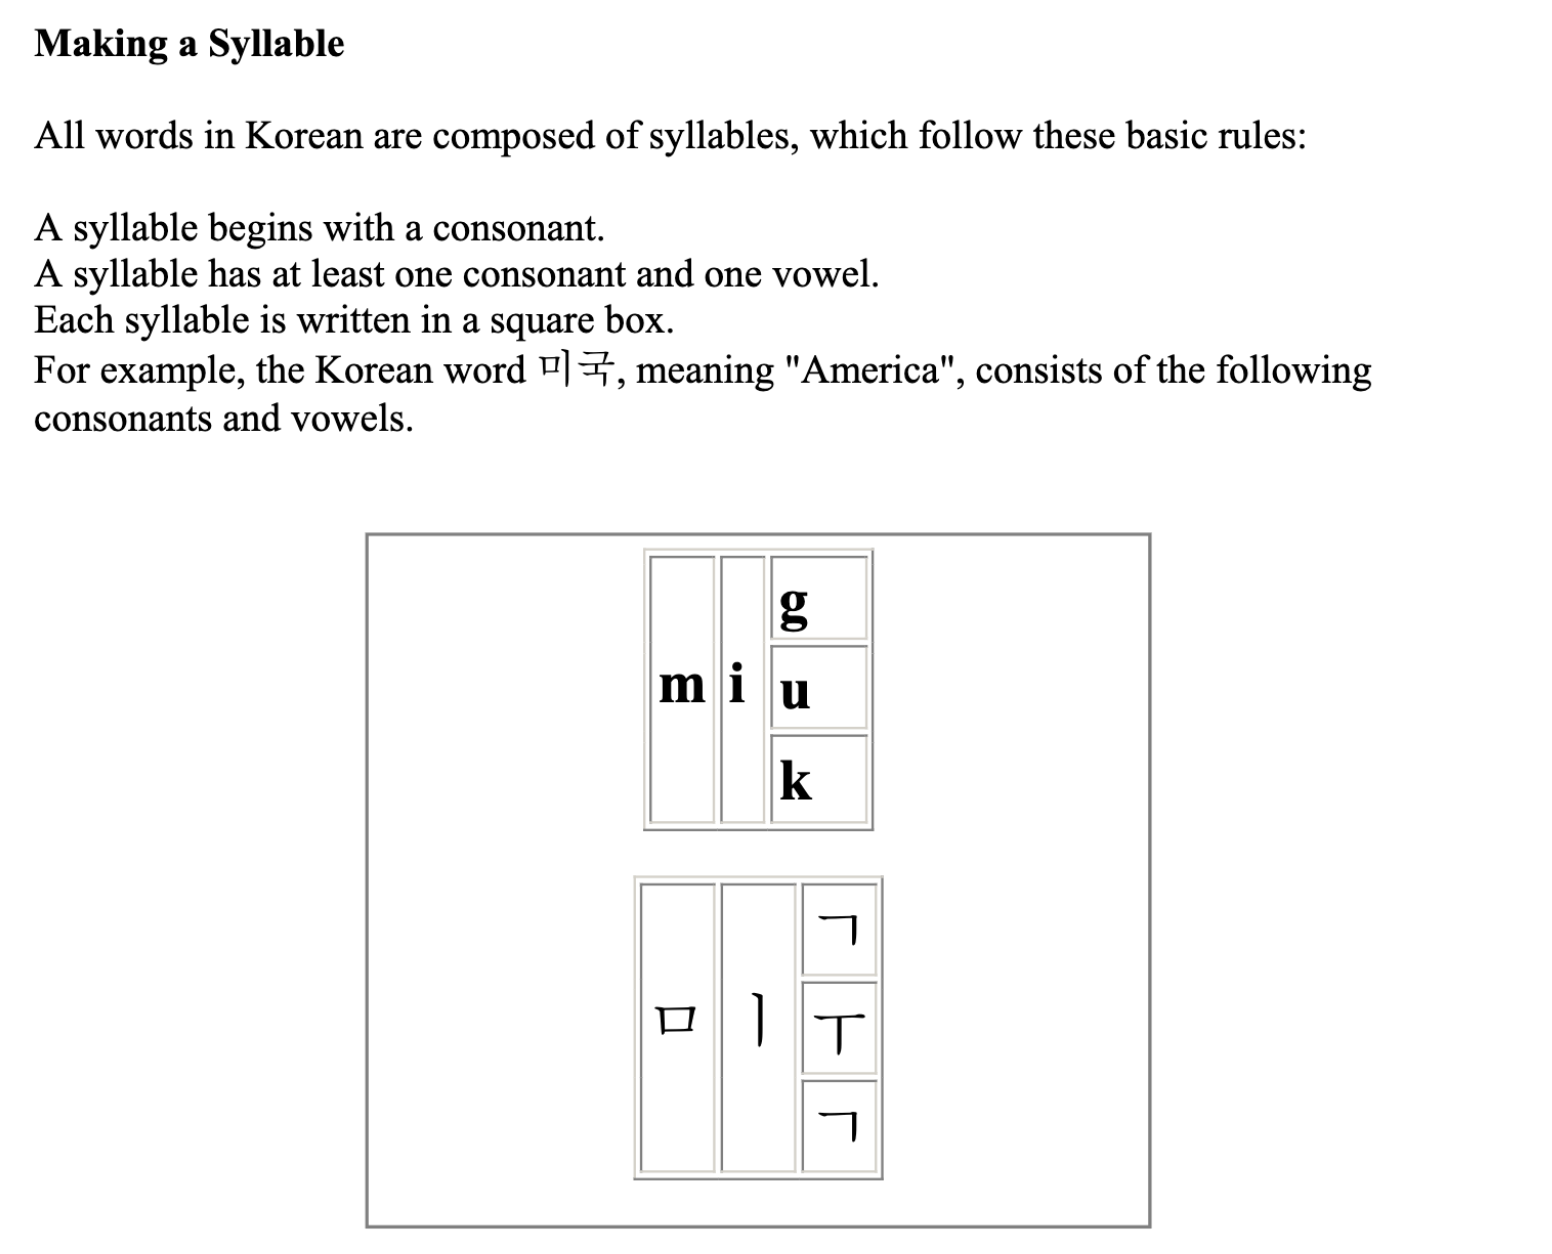 Making a Syllable
All words in Korean are composed of syllables, which follow these basic rules:
A syllable begins with a consonant.
A syllable has at least one consonant and one vowel.
Each syllable is written in a square box.
For example, the Korean word 미국, meaning "America", consists of the following
consonants and vowels.
m i g
u
k
ㅁ ㅣ ㄱ
ㅜ
ㄱ